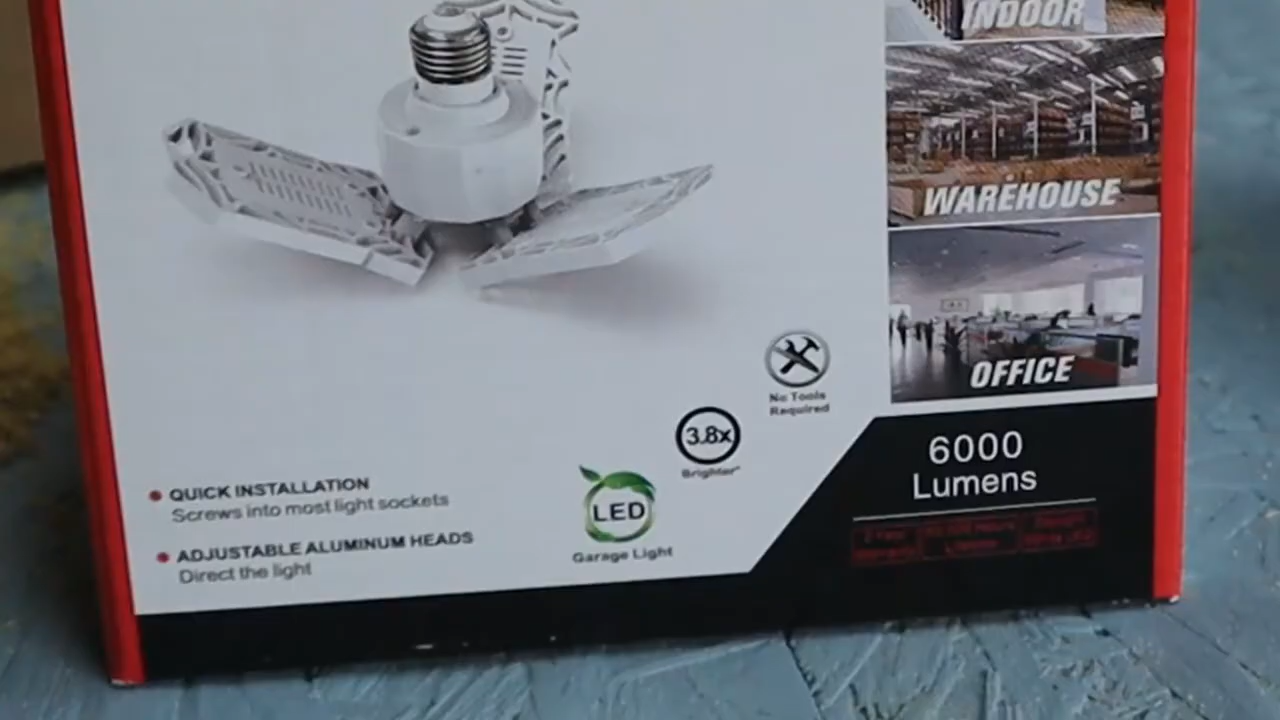 INDOOR
WAREHOUSE
OFFICE
No Tools
Required
3.8x
Brighter*
LED
Garage Light
QUICK INSTALLATION
Screws into most light sockets
ADJUSTABLE ALUMINUM HEADS
Direct the light
6000
Lumens